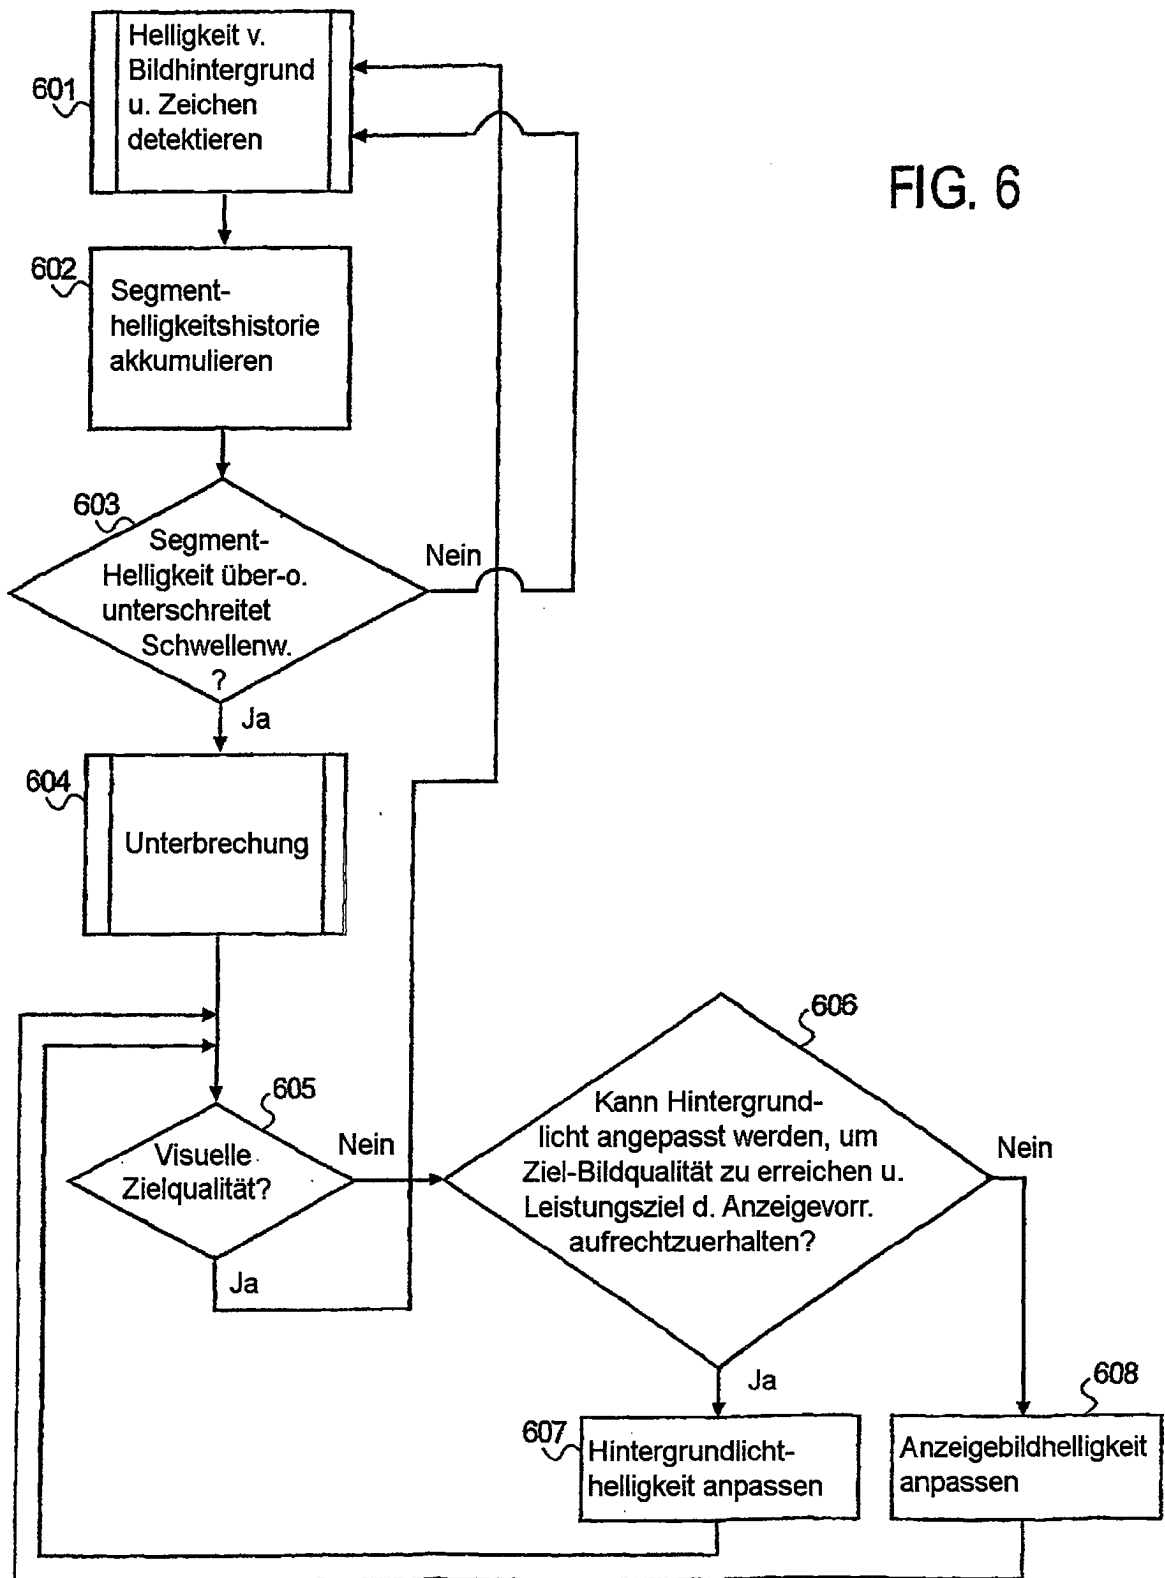 Helligkeit v.
Bildhintergrund
u. Zeichen
detektieren
601
FIG. 6
602
Segment-
helligkeitshistorie
akkumulieren
603
Segment-
Helligkeit über-o.
unterschreitet
Schwellenw.
?
Nein
Ja
604
Unterbrechung
605
Visuelle
Zielqualität?
Nein
Ja
606
Kann Hintergrund-
licht angepasst werden, um
Ziel-Bildqualität zu erreichen u.
Leistungsziel d. Anzeigevorr.
aufrechtzuerhalten?
Nein
Ja
607
Hintergrundlicht-
helligkeit anpassen
608
Anzeigebildhelligkeit
anpassen